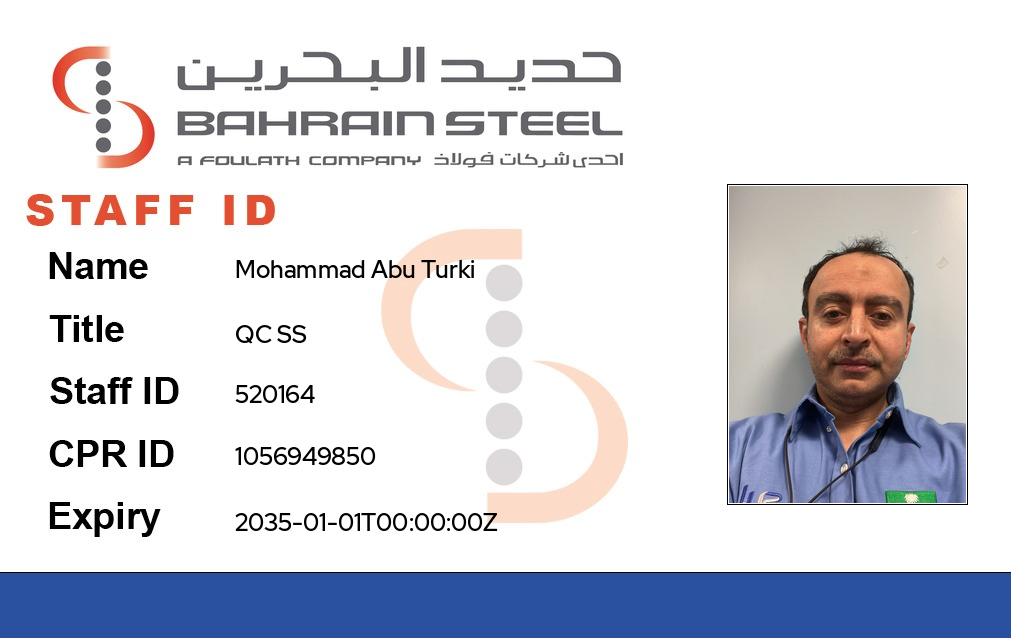 حديد البحرين
BAHRAIN STEEL
A FOULATH COMPANY احدى شركات فولاذ
STAFF ID
Name Mohammad Abu Turki
Title QC SS
Staff ID 520164
CPR ID 1056949850
Expiry 2035-01-01T00:00:00Z